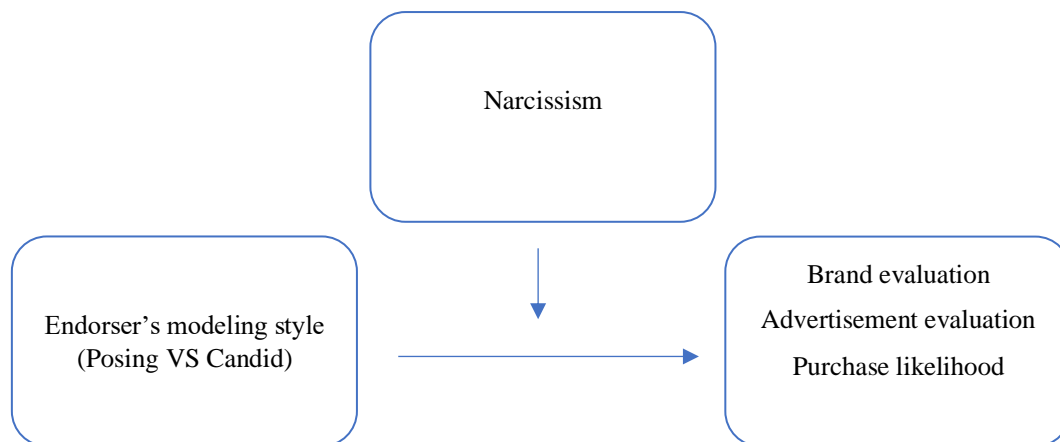 Narcissism
Endorser's modeling style
(Posing VS Candid)
Brand evaluation
Advertisement evaluation
Purchase likelihood